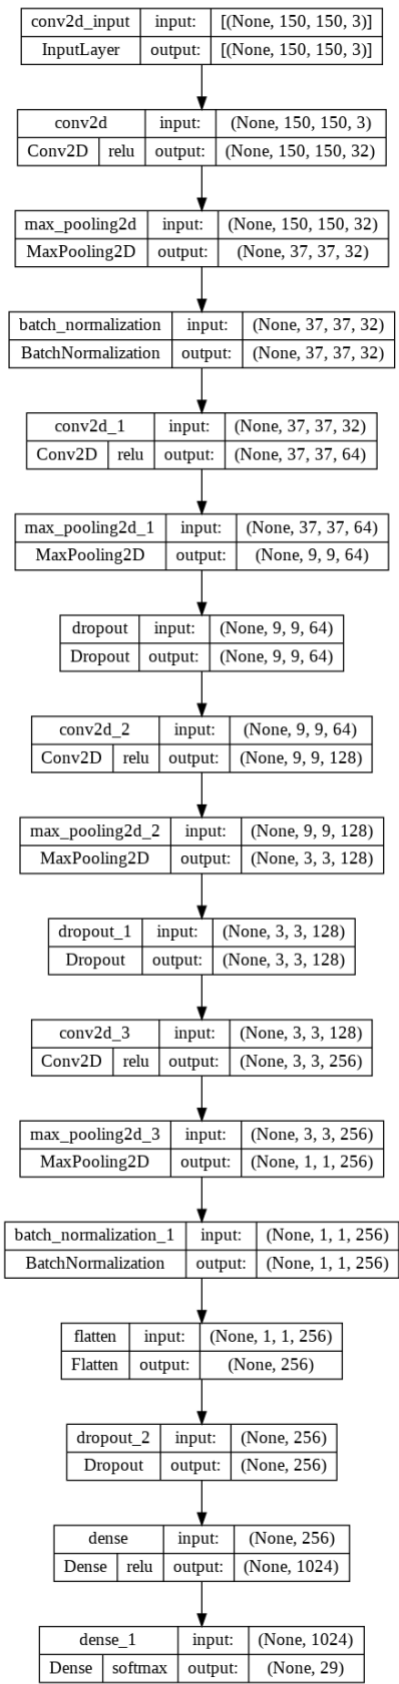 conv2d_input input: [(None, 150, 150, 3)]
InputLayer output: [(None, 150, 150, 3)]
conv2d input: (None, 150, 150, 3)
Conv2D relu output: (None, 150, 150, 32)
max_pooling2d input: (None, 150, 150, 32)
MaxPooling2D output: (None, 37, 37, 32)
batch_normalization input: (None, 37, 37, 32)
BatchNormalization output: (None, 37, 37, 32)
conv2d_1 input: (None, 37, 37, 32)
Conv2D relu output: (None, 37, 37, 64)
max_pooling2d_1 input: (None, 37, 37, 64)
MaxPooling2D output: (None, 9, 9, 64)
dropout input: (None, 9, 9, 64)
Dropout output: (None, 9, 9, 64)
conv2d_2 input: (None, 9, 9, 64)
Conv2D relu output: (None, 9, 9, 128)
max_pooling2d_2 input: (None, 9, 9, 128)
MaxPooling2D output: (None, 3, 3, 128)
dropout_1 input: (None, 3, 3, 128)
Dropout output: (None, 3, 3, 128)
conv2d_3 input: (None, 3, 3, 128)
Conv2D relu output: (None, 3, 3, 256)
max_pooling2d_3 input: (None, 3, 3, 256)
MaxPooling2D output: (None, 1, 1, 256)
batch_normalization_1 input: (None, 1, 1, 256)
BatchNormalization output: (None, 1, 1, 256)
flatten input: (None, 1, 1, 256)
Flatten output: (None, 256)
dropout_2 input: (None, 256)
Dropout output: (None, 256)
dense input: (None, 256)
Dense relu output: (None, 1024)
dense_1 input: (None, 1024)
Dense softmax output: (None, 29)